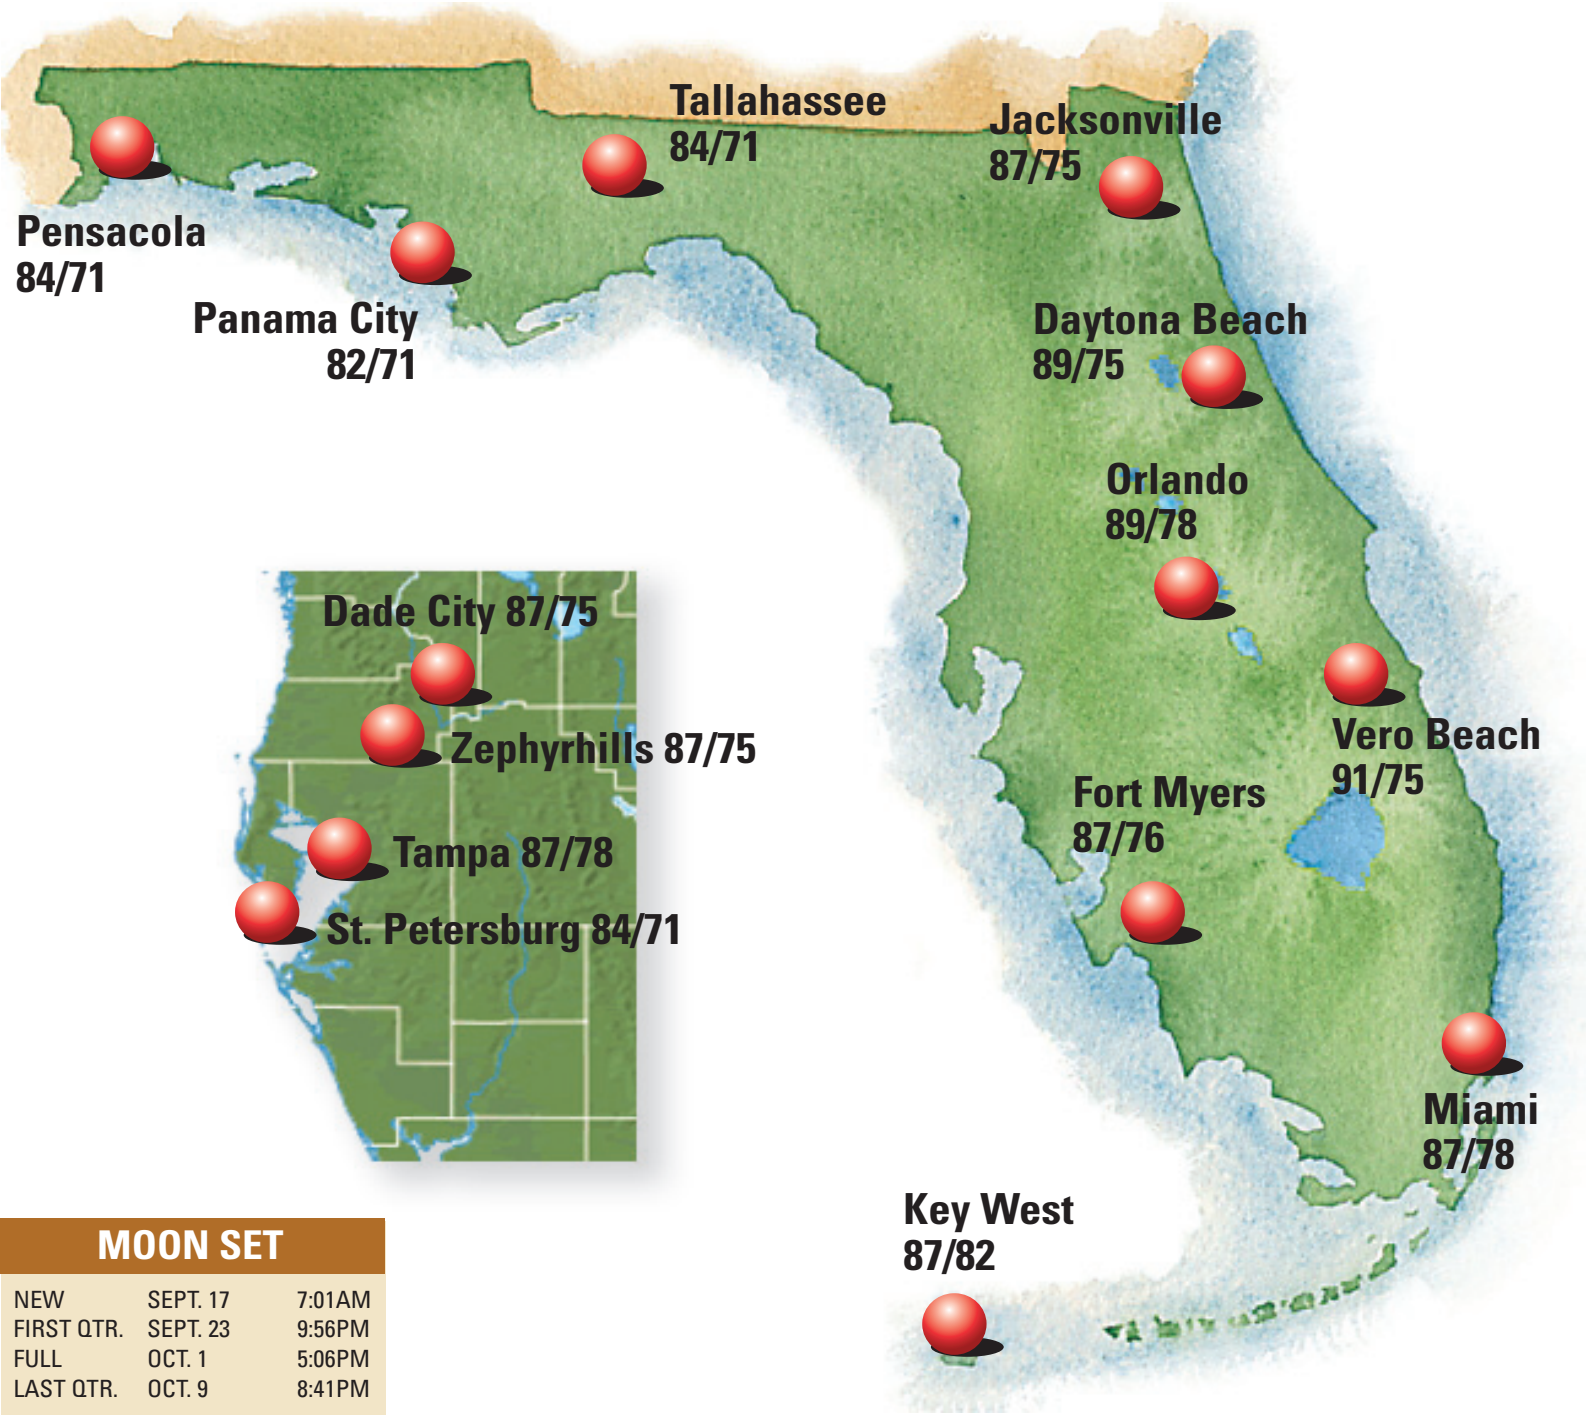 Tallahassee
84/71
Jacksonville
87/75
Pensacola
84/71
Panama City
82/71
Daytona Beach
89/75
Orlando
89/78
Dade City 87/75
Zephyrhills 87/75
Tampa 87/78
St. Petersburg 84/71
Vero Beach
91/75
Fort Myers
87/76
Miami
87/78
Key West
87/82
MOON SET
NEW SEPT. 17 7:01AM
FIRST QTR. SEPT. 23 9:56PM
FULL OCT. 1 5:06PM
LAST QTR. OCT. 9 8:41PM